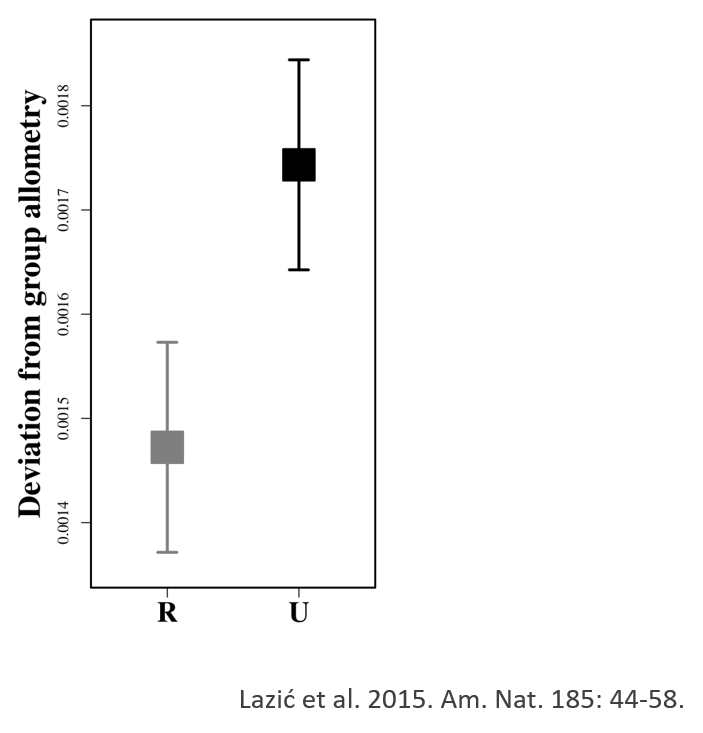 Deviation from group allometry
0.0018
0.0017
0.0016
0.0015
0.0014
R U
Lazić et al. 2015. Am. Nat. 185: 44-58.